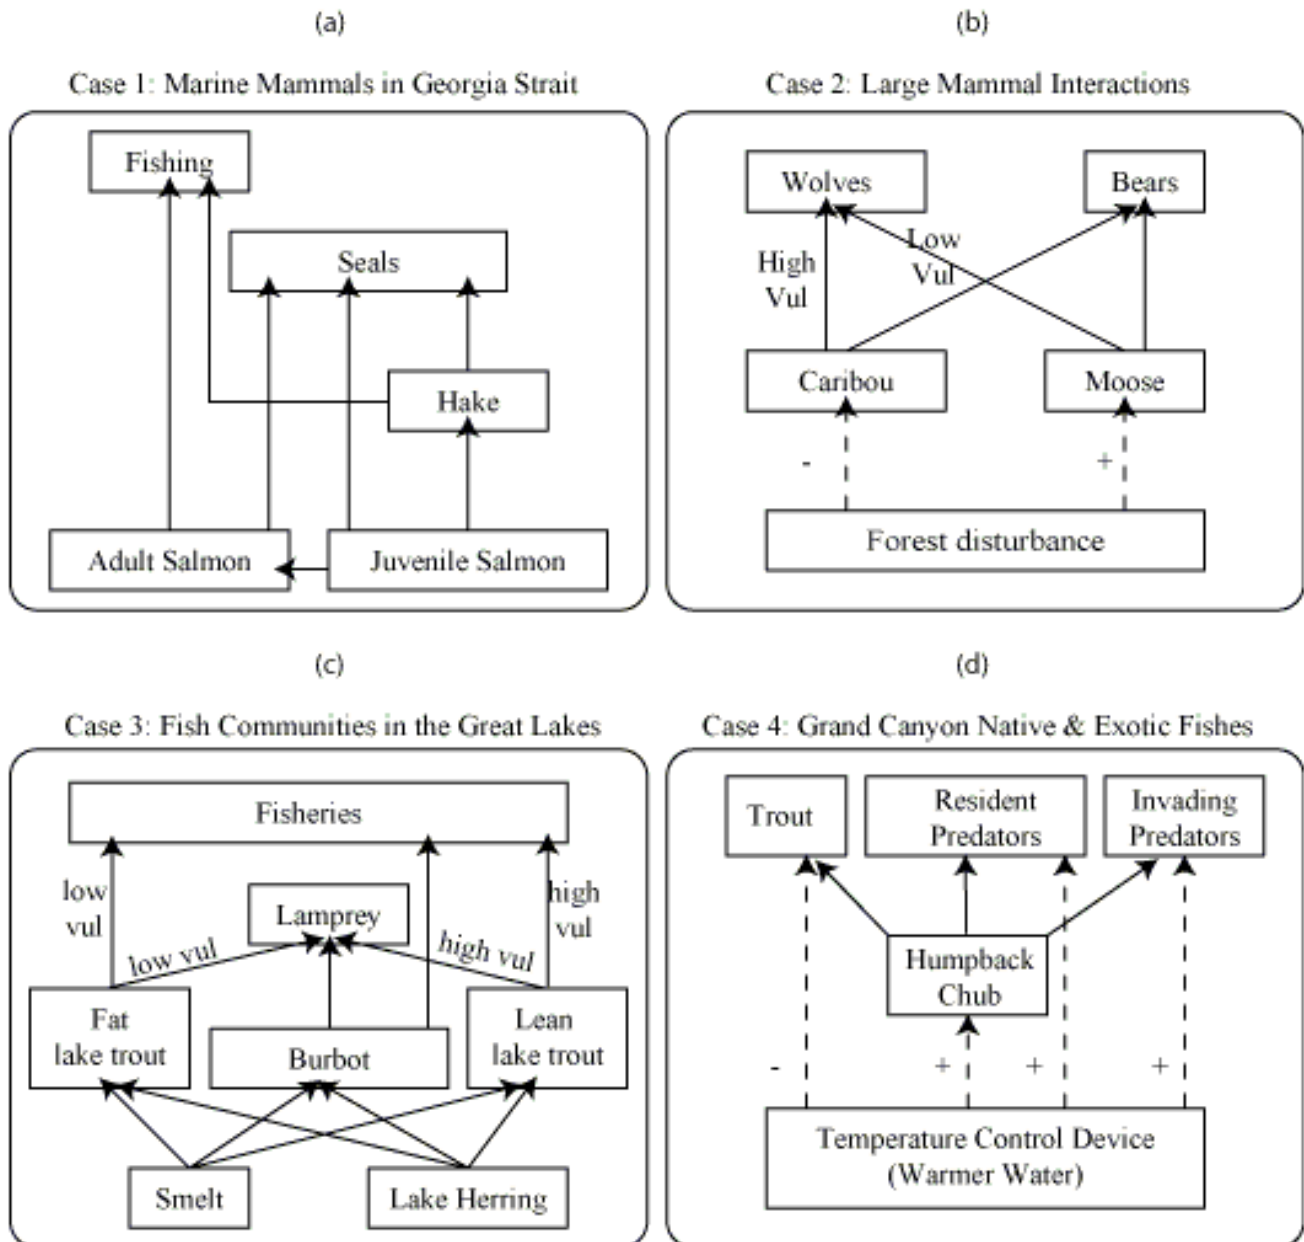 (a)
Case 1: Marine Mammals in Georgia Strait
Fishing
Seals
Hake
Adult Salmon
Juvenile Salmon
(b)
Case 2: Large Mammal Interactions
Wolves
Bears
High
Vul
Low
Vul
Caribou
Moose
-
+
Forest disturbance
(c)
Case 3: Fish Communities in the Great Lakes
Fisheries
low
vul
Lamprey
high
vul
low vul
high vul
Fat
lake trout
Burbot
Lean
lake trout
Smelt
Lake Herring
(d)
Case 4: Grand Canyon Native & Exotic Fishes
Trout
Resident
Predators
Invading
Predators
Humpback
Chub
-
+
+
+
Temperature Control Device
(Warmer Water)